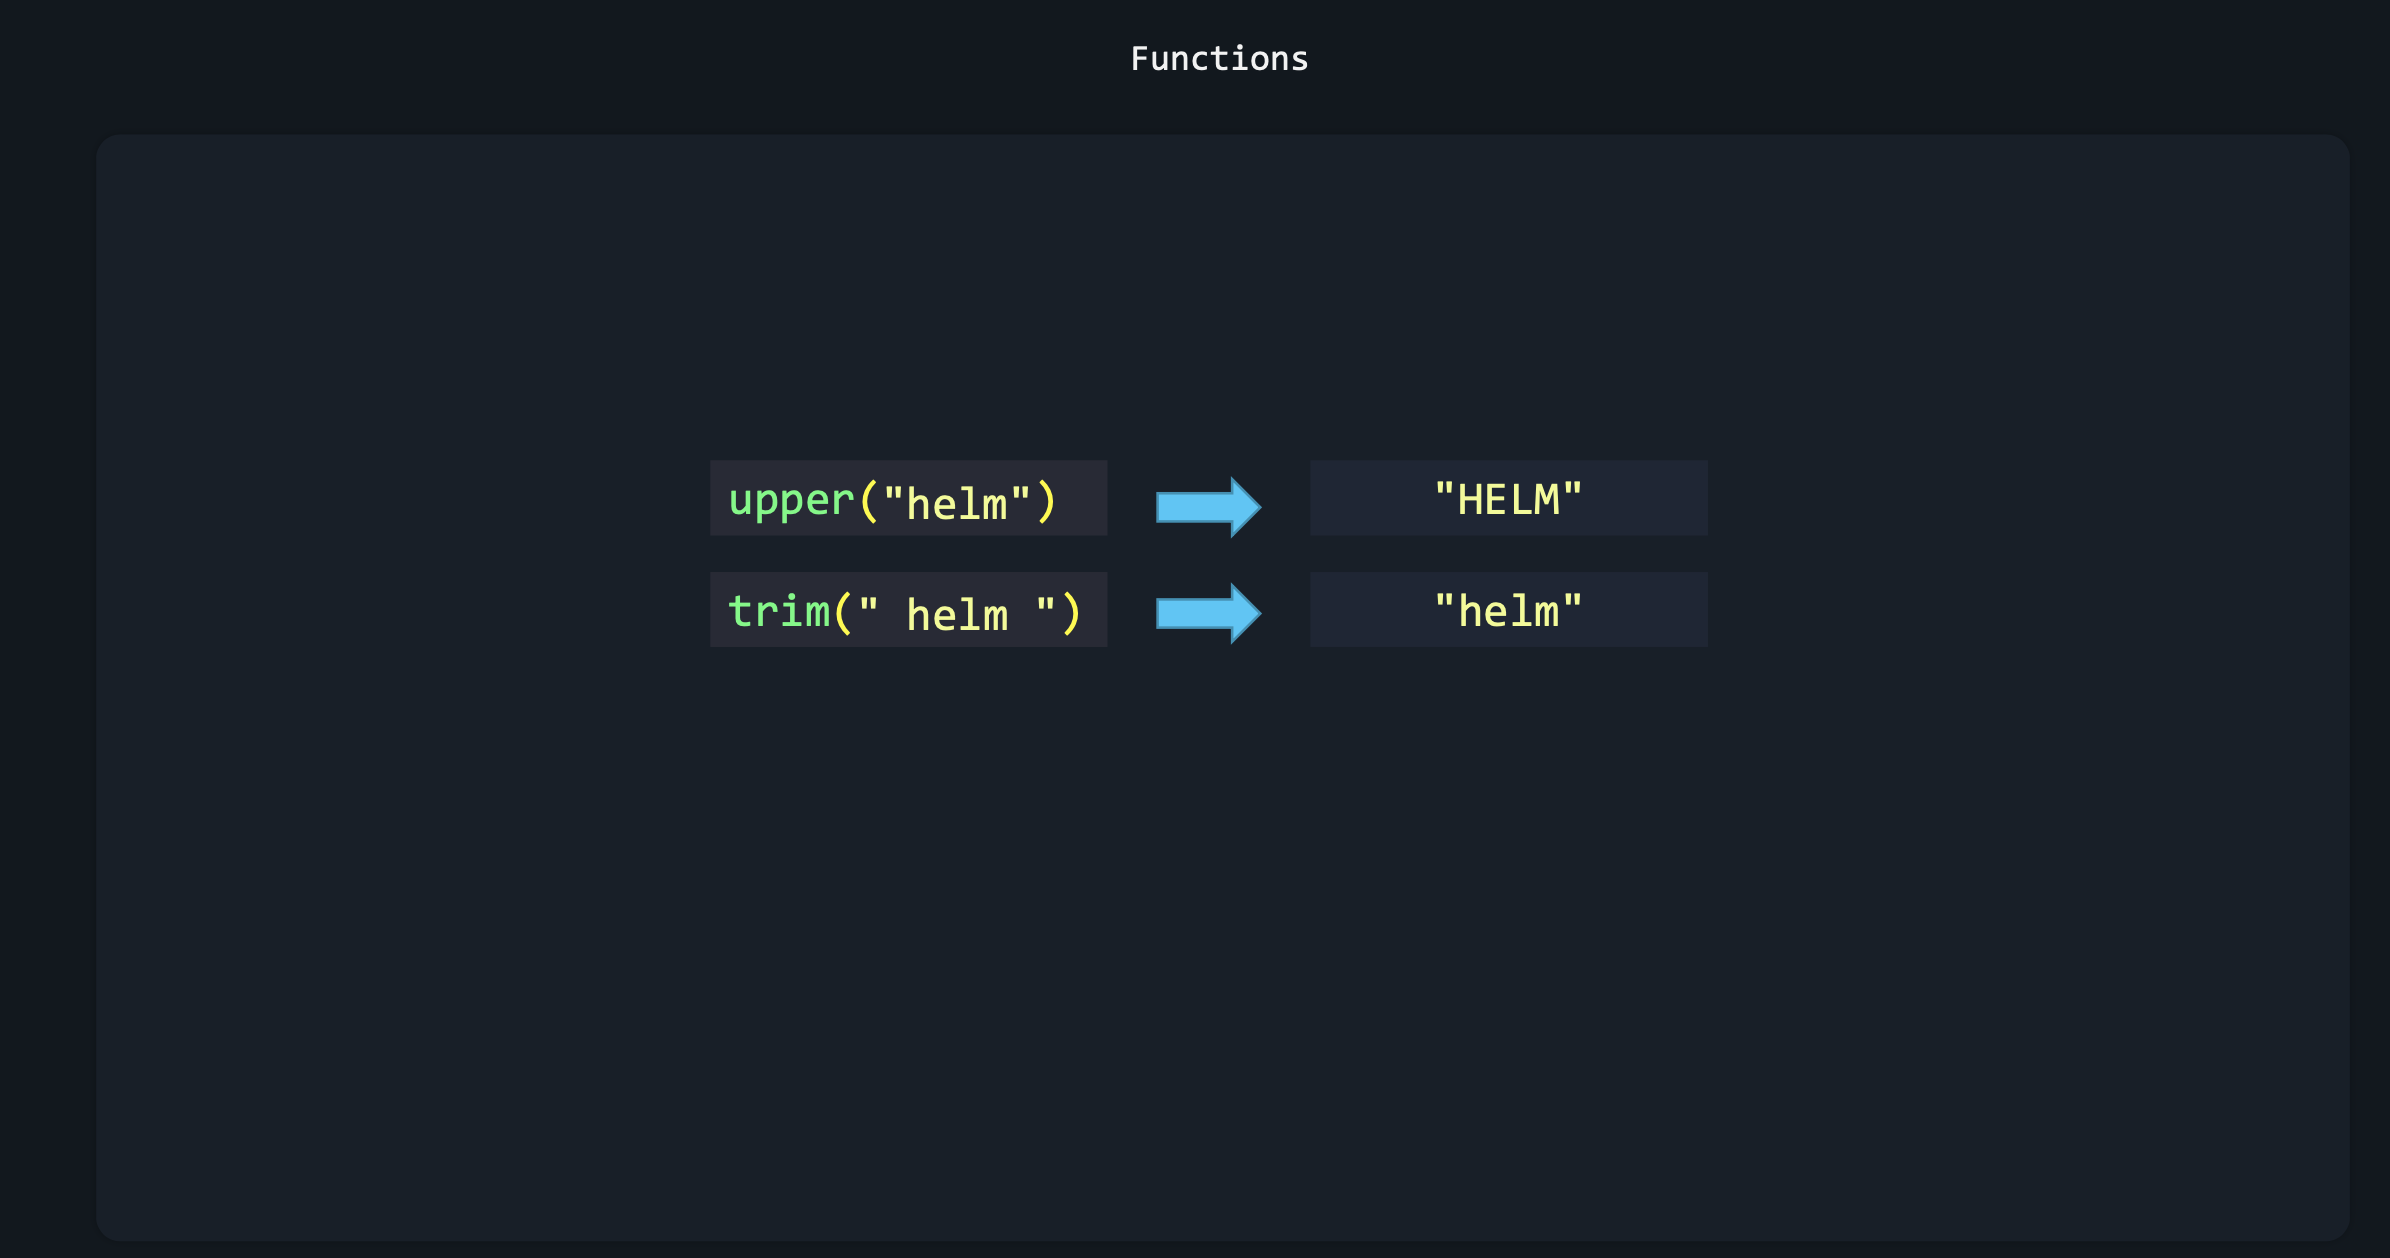 Functions
upper("helm") "HELM"
trim(" helm ") "helm"